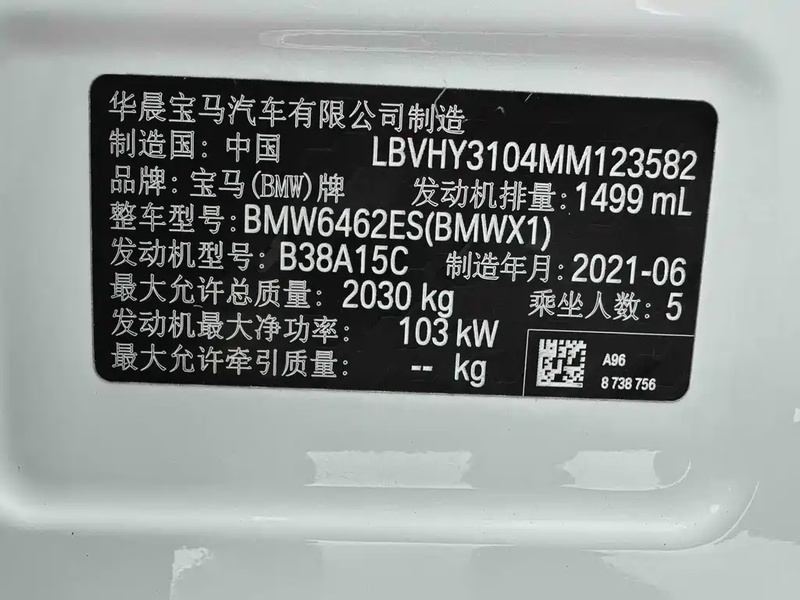 华晨宝马汽车有限公司制造
制造国：中国 LBVHY3104MM123582
品牌：宝马(BMW)牌 发动机排量：1499 mL
整车型号：BMW6462ES(BMWX1)
发动机型号：B38A15C 制造年月：2021-06
最大允许总质量：2030 kg 乘坐人数：5
发动机最大净功率：103 kW
最大允许牵引质量：-- kg
A96
8 738 756